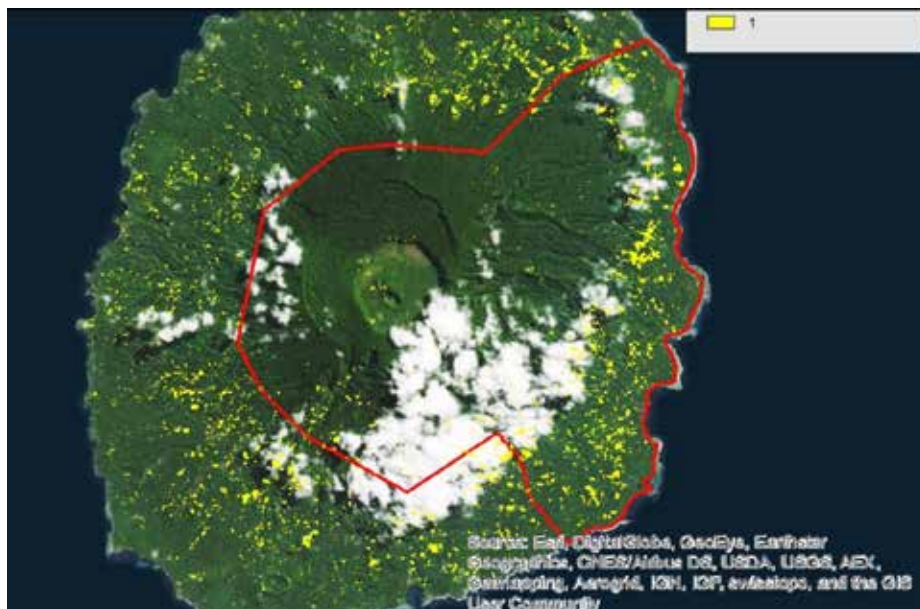 1
Source: Esri, DigitalGlobe, GeoEye, Earthstar
Geographics, CNES/Airbus DS, USDA, USGS, AEX,
Getmapping, Aerogrid, IGN, IGP, swisstopo, and the GIS
User Community